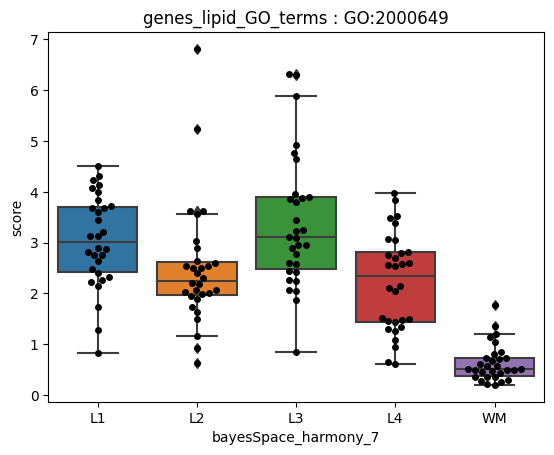 genes_lipid_GO_terms : GO:2000649
7
6
5
4
3
2
1
0
score
L1 L2 L3 L4 WM
bayesSpace_harmony_7